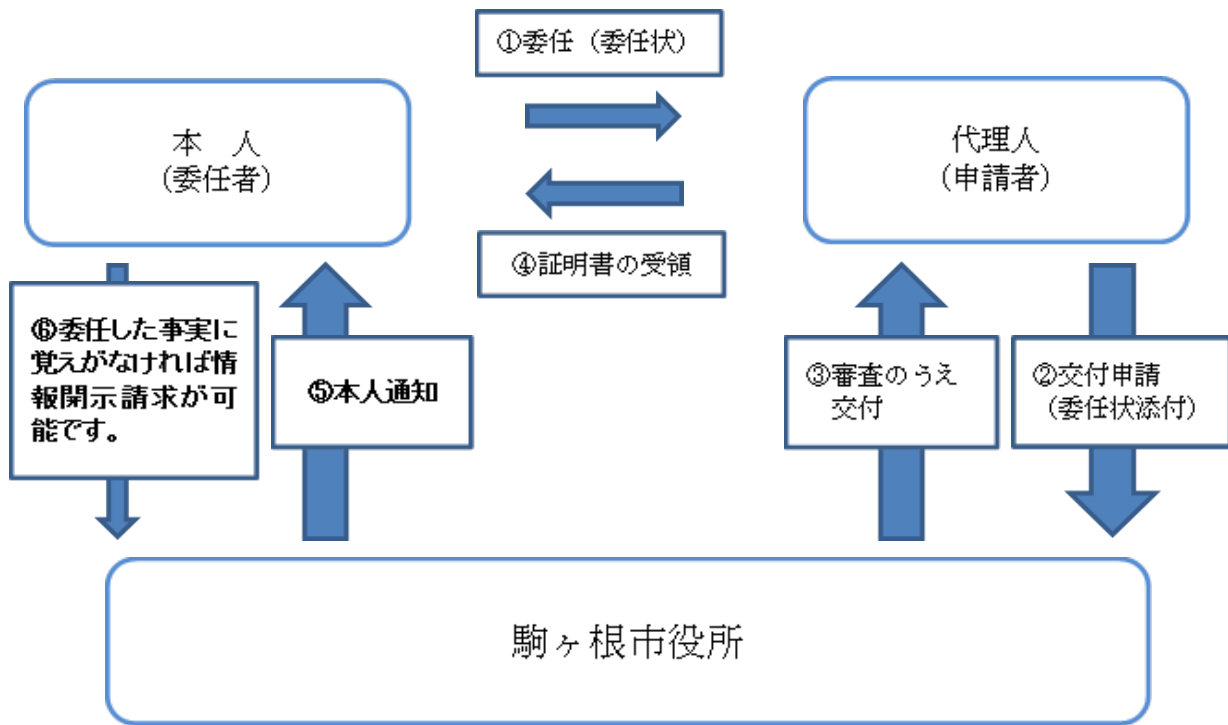 ①委任（委任状）
本　人
（委任者）
代理人
（申請者）
④証明書の受領
⑥委任した事実に
覚えがなければ情
報開示請求が可
能です。
⑤本人通知
③審査のうえ
交付
②交付申請
（委任状添付）
駒ヶ根市役所